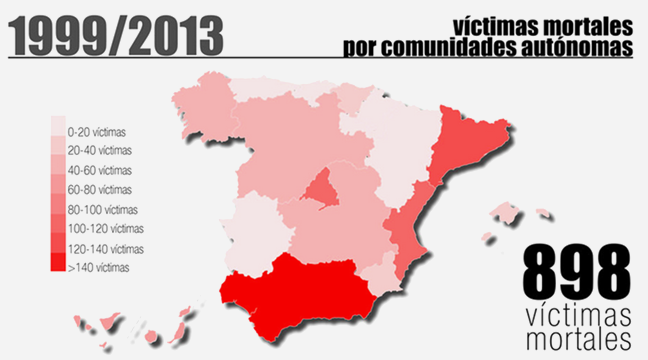 1999/2013
víctimas mortales
por comunidades autónomas
0-20 víctimas
20-40 víctimas
40-60 víctimas
60-80 víctimas
80-100 víctimas
100-120 víctimas
120-140 víctimas
>140 víctimas
898
víctimas
mortales